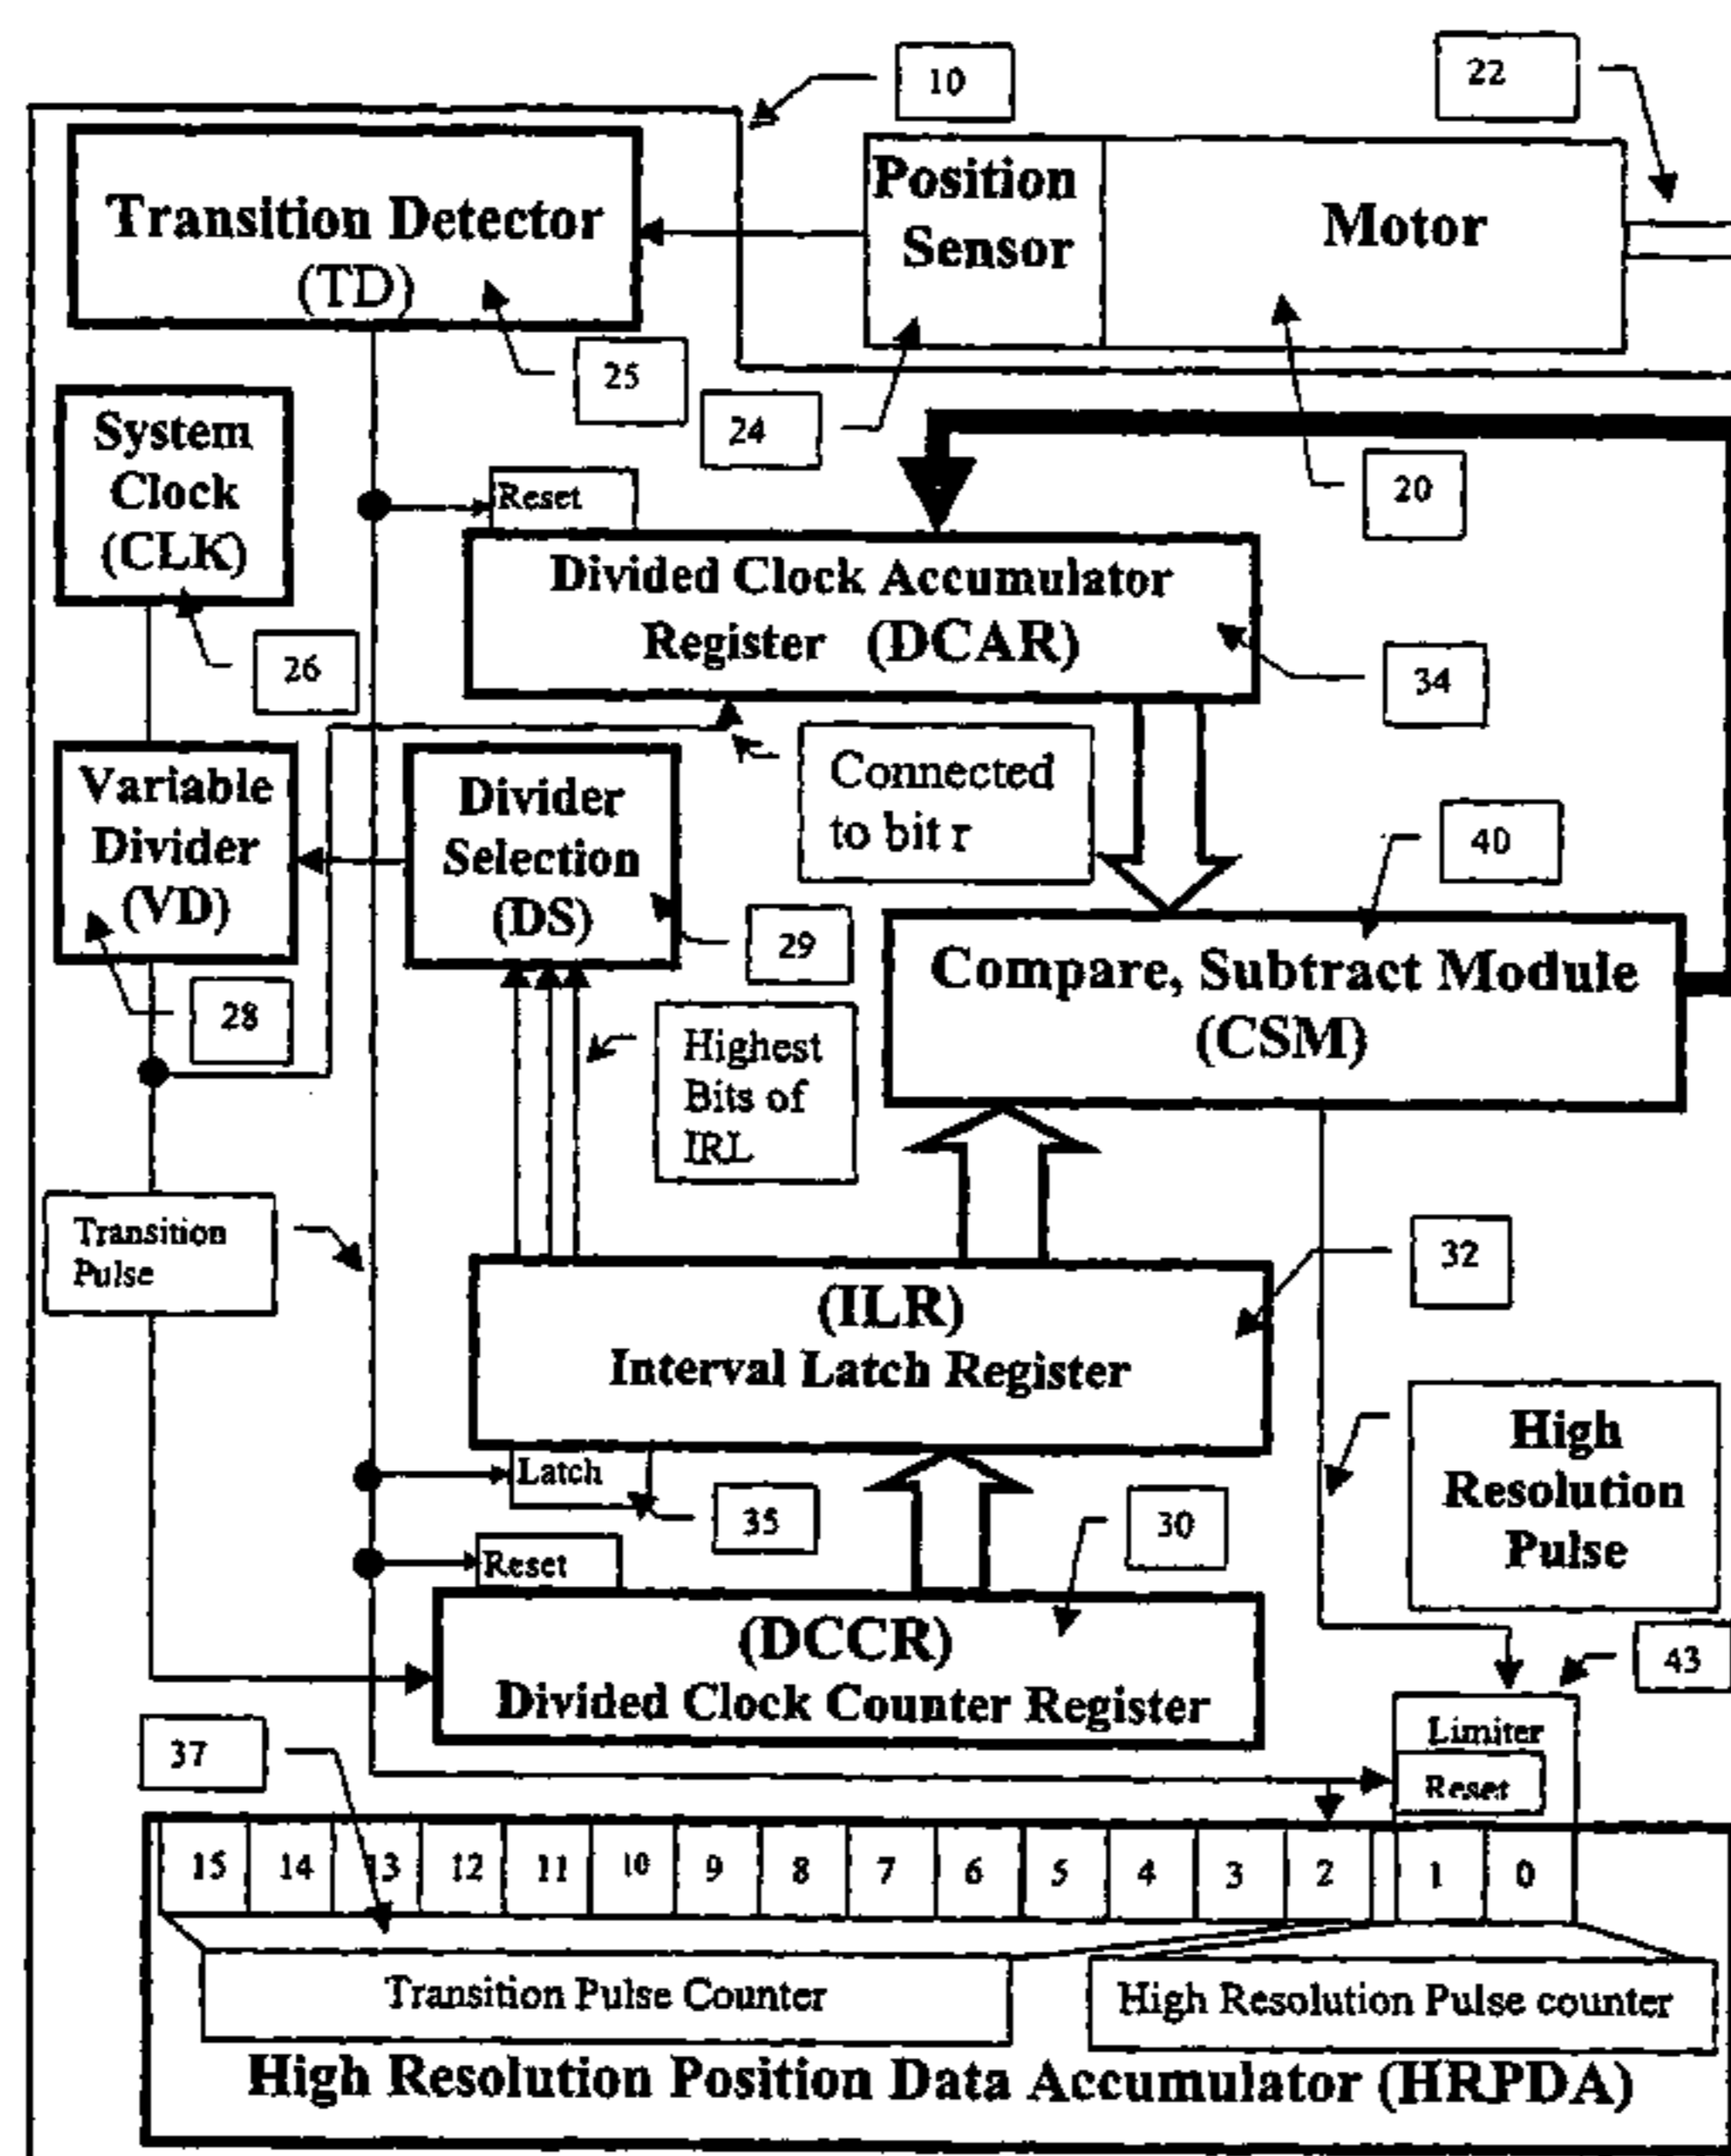 10
22
Position
Sensor
Motor
Transition Detector
(TD)
25
24
20
System
Clock
(CLK)
26
Reset
Divided Clock Accumulator
Register (DCAR)
34
Variable
Divider
(VD)
28
Divider
Selection
(DS)
29
Connected
to bit r
40
Compare, Subtract Module
(CSM)
Highest
Bits of
IRL
Transition
Pulse
(ILR)
Interval Latch Register
32
Latch
35
30
High
Resolution
Pulse
Reset
(DCCR)
Divided Clock Counter Register
43
37
Limiter
Reset
15 14 13 12 11 10 9 8 7 6 5 4 3 2 1 0
Transition Pulse Counter
High Resolution Pulse counter
High Resolution Position Data Accumulator (HRPDA)